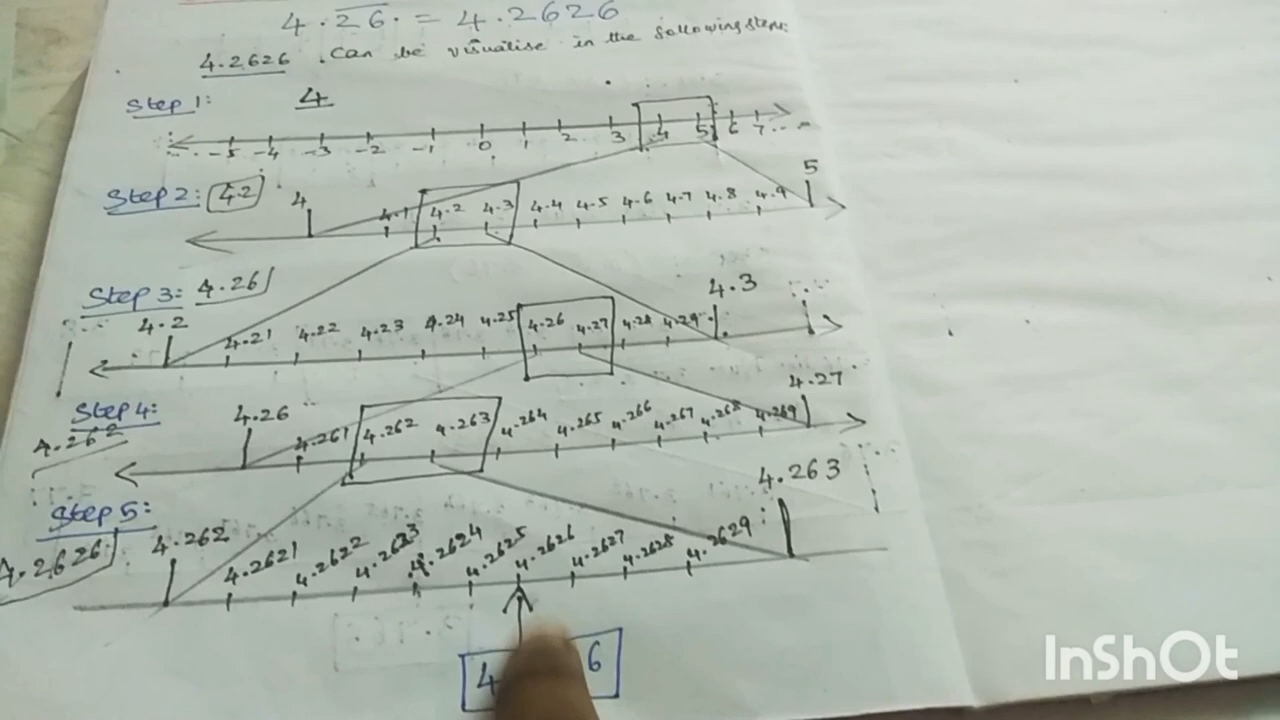 4.26. = 4.2626
4.2626 . Can be visualise in the following steps:
Step 1: 4
... -5 -4 -3 -2 -1 0 1 2 3 4 5 6 7 ...
Step 2: 4.2 4 4.1 4.2 4.3 4.4 4.5 4.6 4.7 4.8 4.9 5
Step 3: 4.26
4.2 4.21 4.22 4.23 4.24 4.25 4.26 4.27 4.28 4.29 4.3
Step 4:
4.262
4.26 4.261 4.262 4.263 4.264 4.265 4.266 4.267 4.268 4.269 4.27
Step 5:
4.2626
4.262 4.2621 4.2622 4.2623 4.2624 4.2625 4.2626 4.2627 4.2628 4.2629 4.263
4 6
InShOt